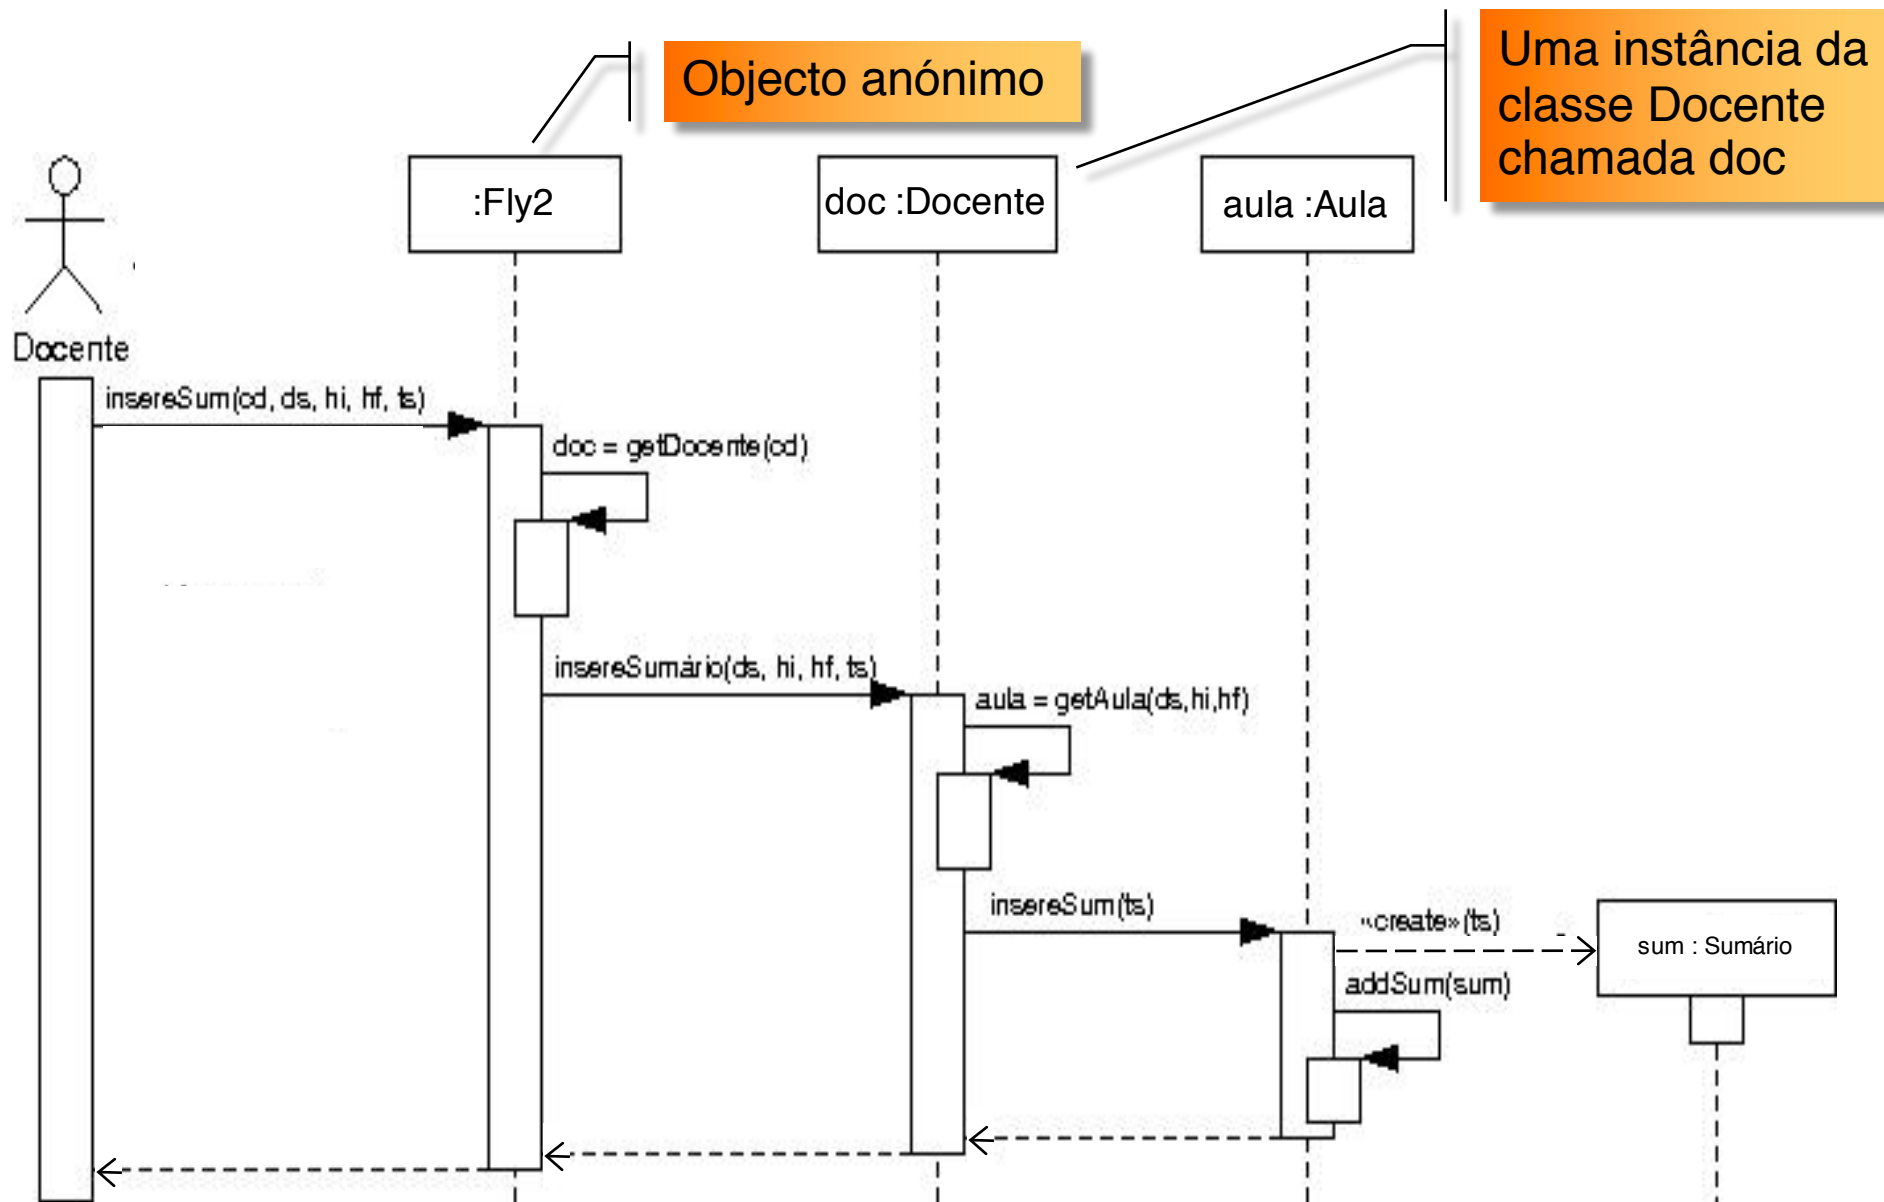 Objecto anónimo
Uma instância da
classe Docente
chamada doc
:Fly2
doc :Docente
aula :Aula
Docente
insereSum(cd, ds, hi, hf, ts)
doc = getDocente(cd)
insereSumário(ds, hi, hf, ts)
aula = getAula(ds,hi,hf)
insereSum(ts)
«create»(ts)
sum : Sumário
addSum(sum)